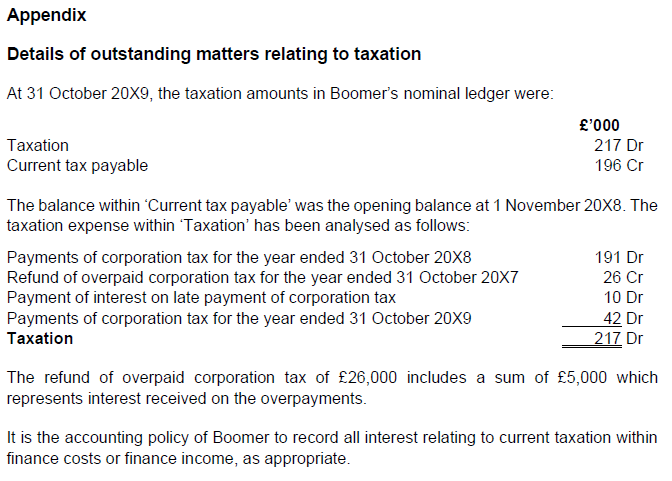 Appendix
Details of outstanding matters relating to taxation
At 31 October 20X9, the taxation amounts in Boomer's nominal ledger were:
£'000
Taxation 217 Dr
Current tax payable 196 Cr
The balance within 'Current tax payable' was the opening balance at 1 November 20X8. The
taxation expense within 'Taxation' has been analysed as follows:
Payments of corporation tax for the year ended 31 October 20X8 191 Dr
Refund of overpaid corporation tax for the year ended 31 October 20X7 26 Cr
Payment of interest on late payment of corporation tax 10 Dr
Payments of corporation tax for the year ended 31 October 20X9 42 Dr
Taxation 217 Dr
The refund of overpaid corporation tax of £26,000 includes a sum of £5,000 which
represents interest received on the overpayments.
It is the accounting policy of Boomer to record all interest relating to current taxation within
finance costs or finance income, as appropriate.